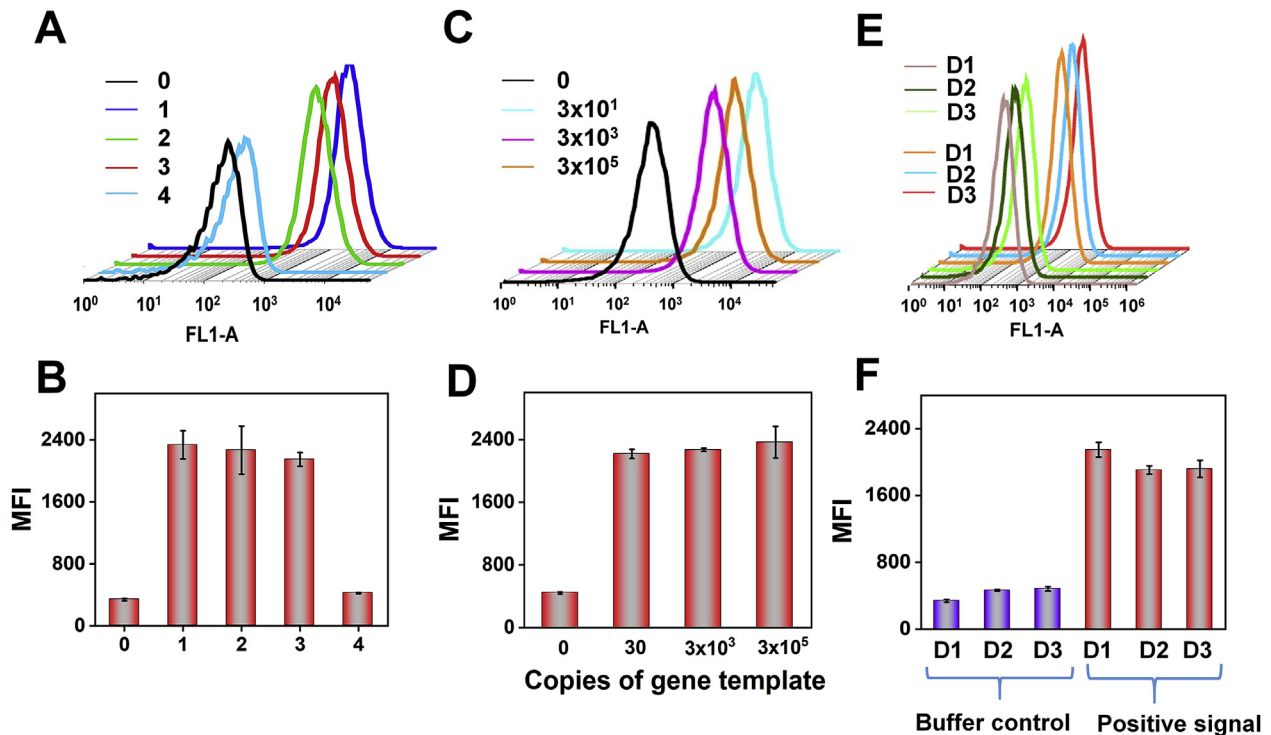 A
0
1
2
3
4
10⁰ 10¹ 10² 10³ 10⁴
FL1-A
C
0
3x10¹
3x10³
3x10⁵
10⁰ 10¹ 10² 10³ 10⁴
FL1-A
E
D1
D2
D3
D1
D2
D3
10⁰ 10¹ 10² 10³ 10⁴ 10⁵ 10⁶
FL1-A
B
MFI
2400
1600
800
0
0 1 2 3 4
D
MFI
2400
1600
800
0
0 30 3x10³ 3x10⁵
Copies of gene template
F
MFI
2400
1600
800
0
D1 D2 D3 D1 D2 D3
Buffer control Positive signal